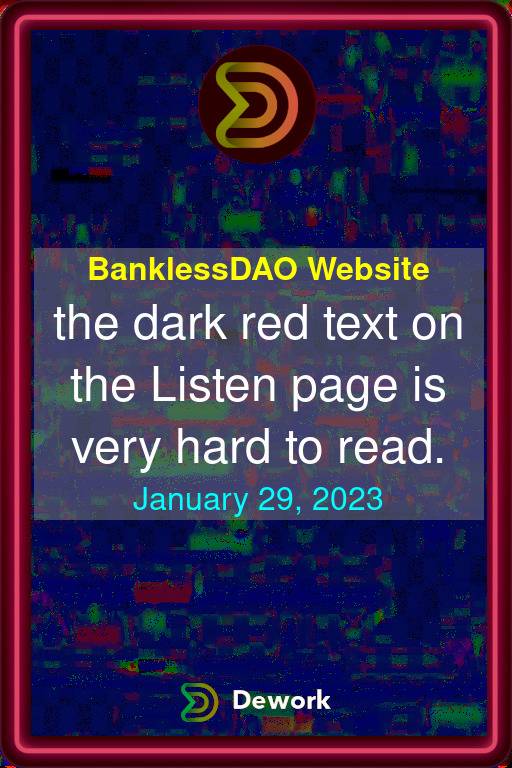 BanklessDAO Website
the dark red text on
the Listen page is
very hard to read.
January 29, 2023
Dework